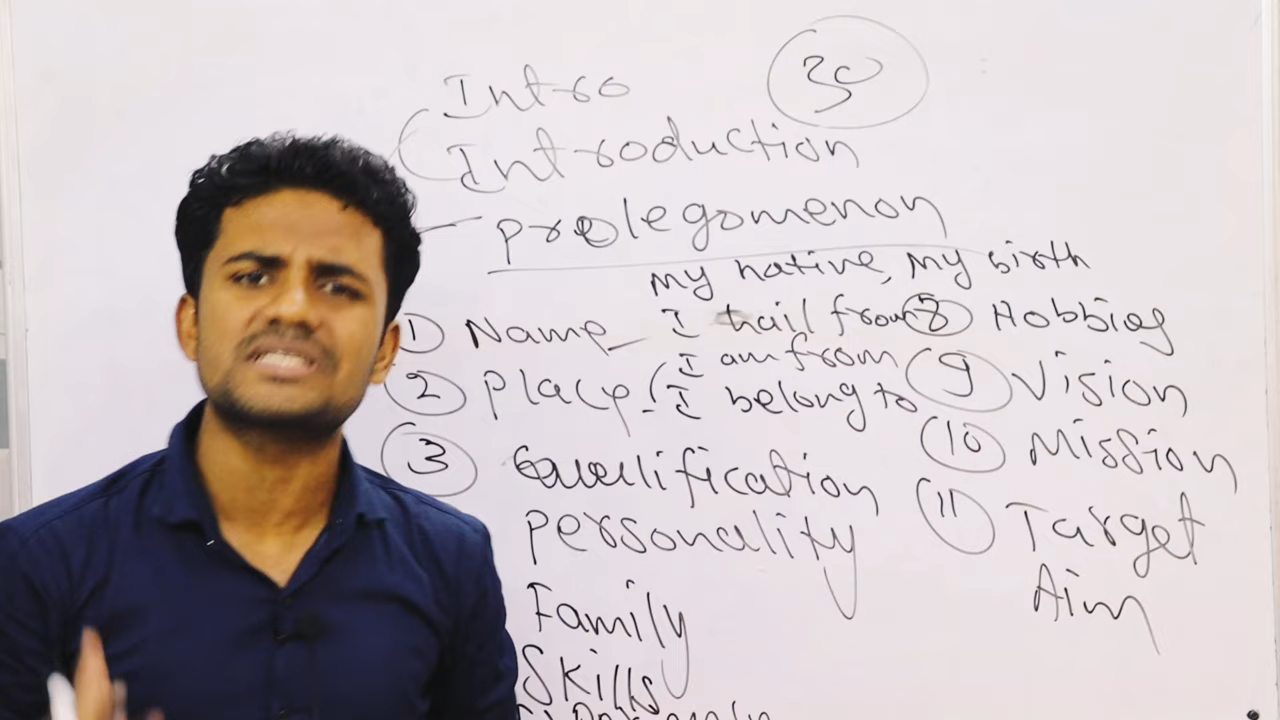 Intro
30
Introduction
prolegomenon
My native, My birth
1 Name - I hail from
2 Place - I am from
I belong to
3 Quallification
Personality
Family
Skills
8 Hobbies
9 Vision
10 Mission
11 Target
Aim